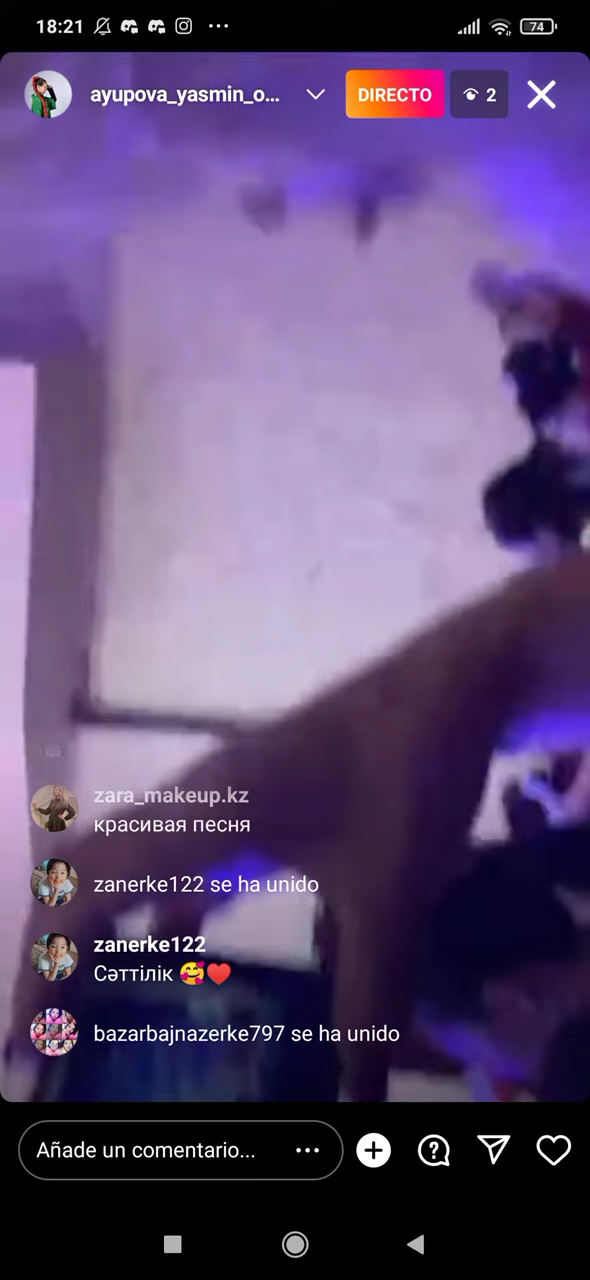 18:21
74
ayupova_yasmin_o...
DIRECTO
2
zara_makeup.kz
красивая песня
zanerke122 se ha unido
zanerke122
Сәттілік 🥰♥️
bazarbajnazerke797 se ha unido
Añade un comentario...